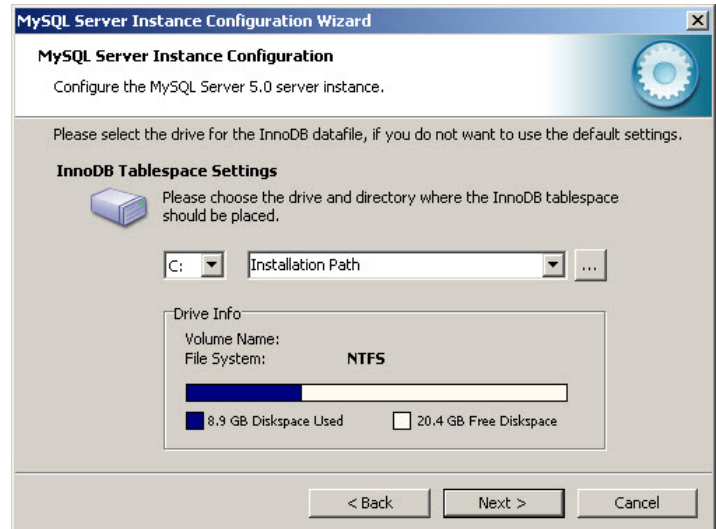 MySQL Server Instance Configuration Wizard
MySQL Server Instance Configuration
Configure the MySQL Server 5.0 server instance.
Please select the drive for the InnoDB datafile, if you do not want to use the default settings.
InnoDB Tablespace Settings
Please choose the drive and directory where the InnoDB tablespace
should be placed.
C: Installation Path ...
Drive Info
Volume Name:
File System: NTFS
8.9 GB Diskspace Used 20.4 GB Free Diskspace
< Back Next > Cancel